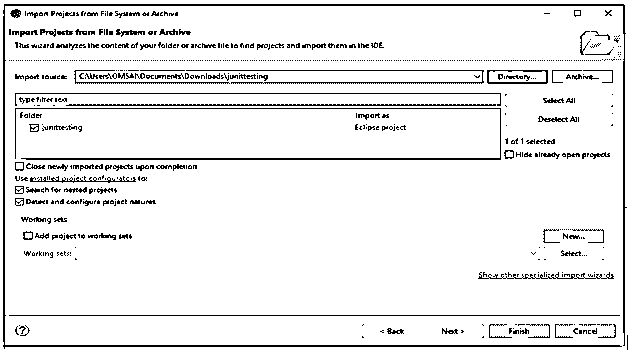 Import Projects from File System or Archive
Import Projects from File System or Archive
This wizard analyzes the content of your folder or archive file to find projects and import them in the IDE.
Import source: C:\Users\OMSAI\Documents\Downloads\junittesting Directory... Archive...
type filter text
Select All
Folder Import as
Deselect All
junittesting Eclipse project
1 of 1 selected
Hide already open projects
Close newly imported projects upon completion
Use installed project configurators to:
Search for nested projects
Detect and configure project natures
Working sets
Add project to working sets New...
Working sets: Select...
Show other specialized import wizards
? < Back Next > Finish Cancel